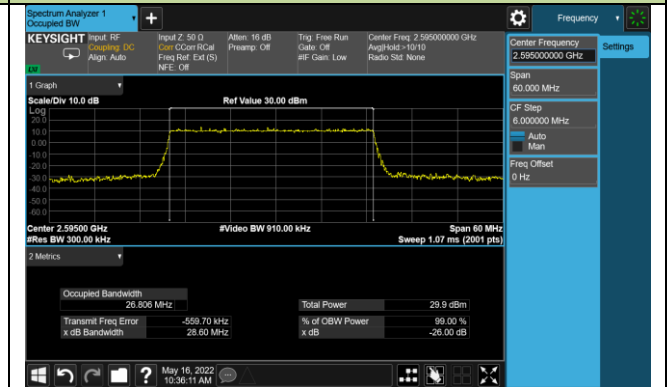 Spectrum Analyzer 1
Occupied BW
+
Frequency
KEYSIGHT Input: RF
Coupling: DC
Align: Auto
Input Z: 50 Ω
Corr CCorr RCal
Freq Ref: Ext (S)
NFE: Off
Atten: 16 dB
Preamp: Off
Trig: Free Run
Gate: Off
#IF Gain: Low
Center Freq: 2.595000000 GHz
Avg|Hold:>10/10
Radio Std: None
Center Frequency
2.595000000 GHz
Settings
Span
60.000 MHz
CF Step
6.000000 MHz
Auto
Man
Freq Offset
0 Hz
1 Graph
Scale/Div 10.0 dB
Ref Value 30.00 dBm
Log
20.0
10.0
0.00
-10.0
-20.0
-30.0
-40.0
-50.0
-60.0
Center 2.59500 GHz
#Video BW 910.00 kHz
Span 60 MHz
#Res BW 300.00 kHz
Sweep 1.07 ms (2001 pts)
2 Metrics
Occupied Bandwidth
26.806 MHz
Total Power 29.9 dBm
Transmit Freq Error -559.70 kHz
% of OBW Power 99.00 %
x dB Bandwidth 28.60 MHz
x dB -26.00 dB
?
May 16, 2022
10:36:11 AM